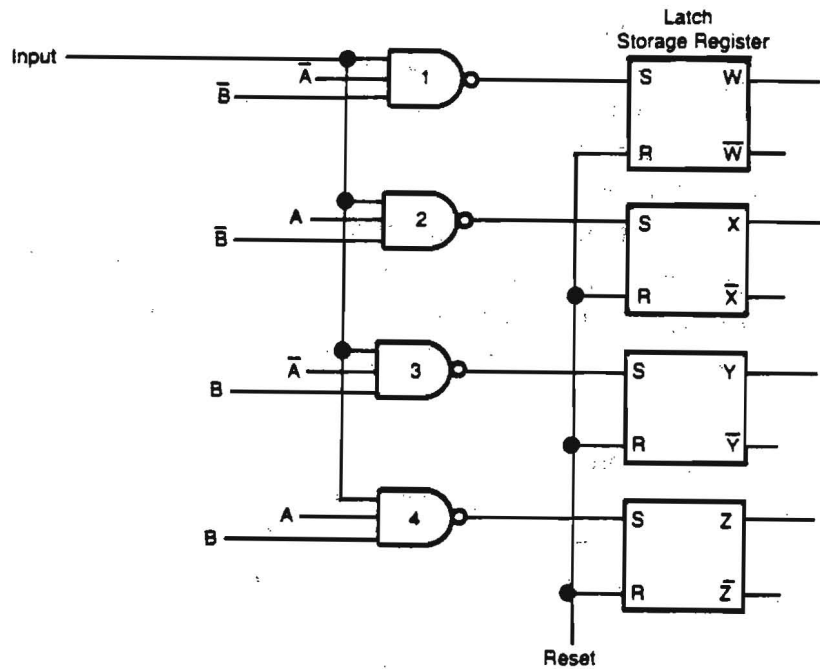 Latch
Storage Register
Input
A̅
B̅
1
S
W
R
W̅
A
B̅
2
S
X
R
X̅
A̅
B
3
S
Y
R
Y̅
A
B
4
S
Z
R
Z̅
Reset